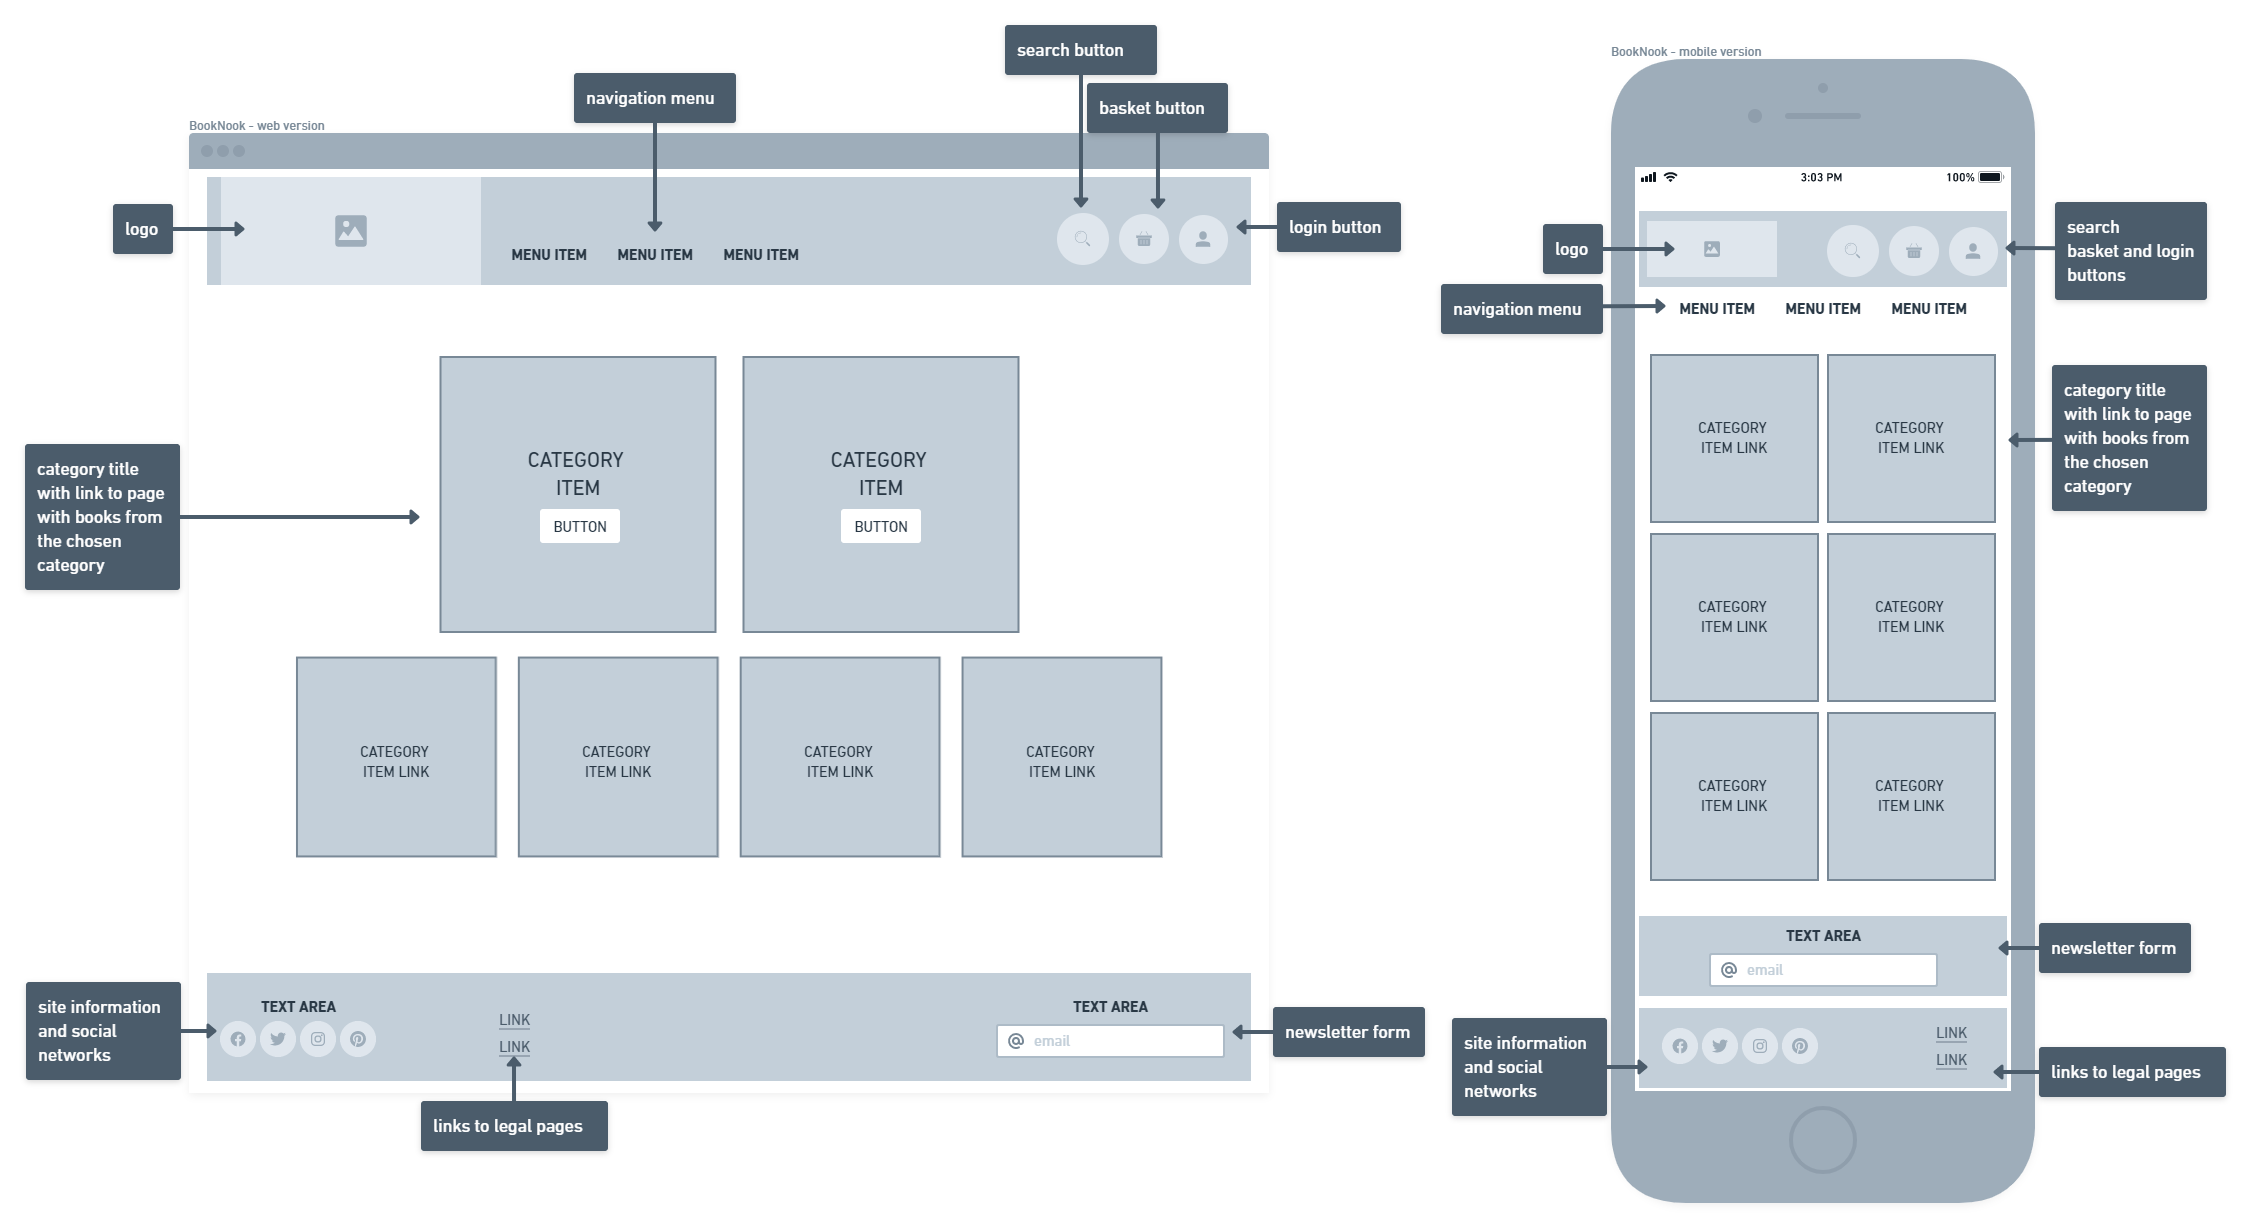 search button
BookNook - mobile version
navigation menu
basket button
BookNook - web version
logo
MENU ITEM MENU ITEM MENU ITEM
login button
category title
with link to page
with books from
the chosen
category
CATEGORY
ITEM
BUTTON
CATEGORY
ITEM
BUTTON
CATEGORY
ITEM LINK
CATEGORY
ITEM LINK
CATEGORY
ITEM LINK
CATEGORY
ITEM LINK
site information
and social
networks
TEXT AREA
LINK
LINK
links to legal pages
TEXT AREA
email
newsletter form
3:03 PM
100%
logo
search
basket and login
buttons
navigation menu
MENU ITEM MENU ITEM MENU ITEM
CATEGORY
ITEM LINK
CATEGORY
ITEM LINK
category title
with link to page
with books from
the chosen
category
CATEGORY
ITEM LINK
CATEGORY
ITEM LINK
CATEGORY
ITEM LINK
CATEGORY
ITEM LINK
TEXT AREA
email
newsletter form
site information
and social
networks
LINK
LINK
links to legal pages